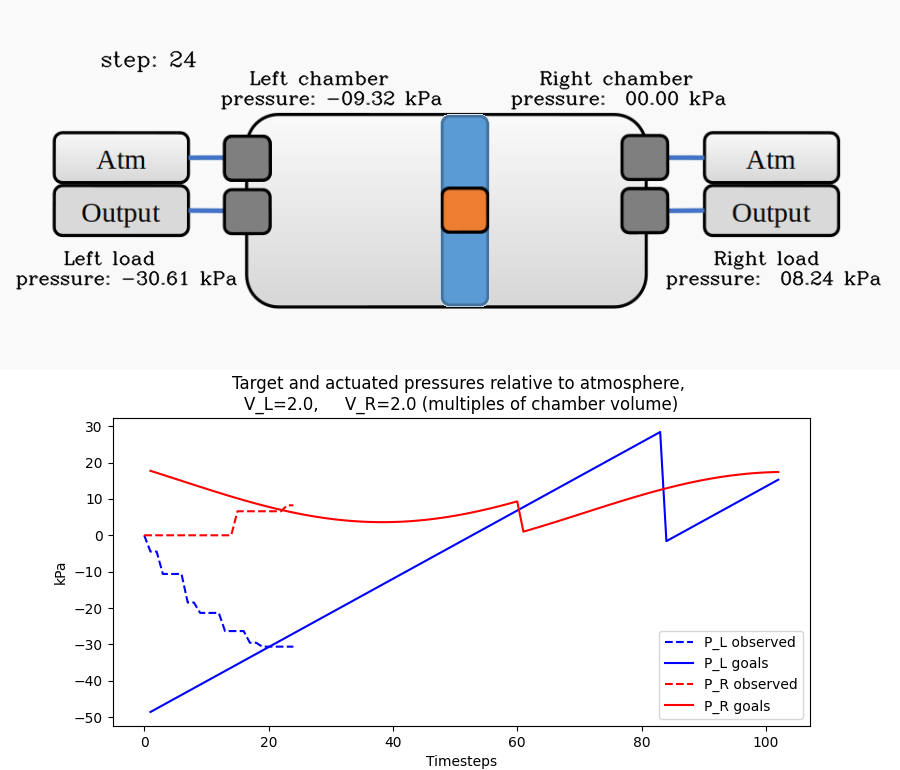 step: 24
Left chamber
pressure: −09.32 kPa
Right chamber
pressure:  00.00 kPa
Atm
Output
Atm
Output
Left load
pressure: −30.61 kPa
Right load
pressure:  08.24 kPa
Target and actuated pressures relative to atmosphere,
V_L=2.0,     V_R=2.0 (multiples of chamber volume)
30
20
10
0
−10
−20
−30
−40
−50
kPa
P_L observed
P_L goals
P_R observed
P_R goals
0 20 40 60 80 100
Timesteps